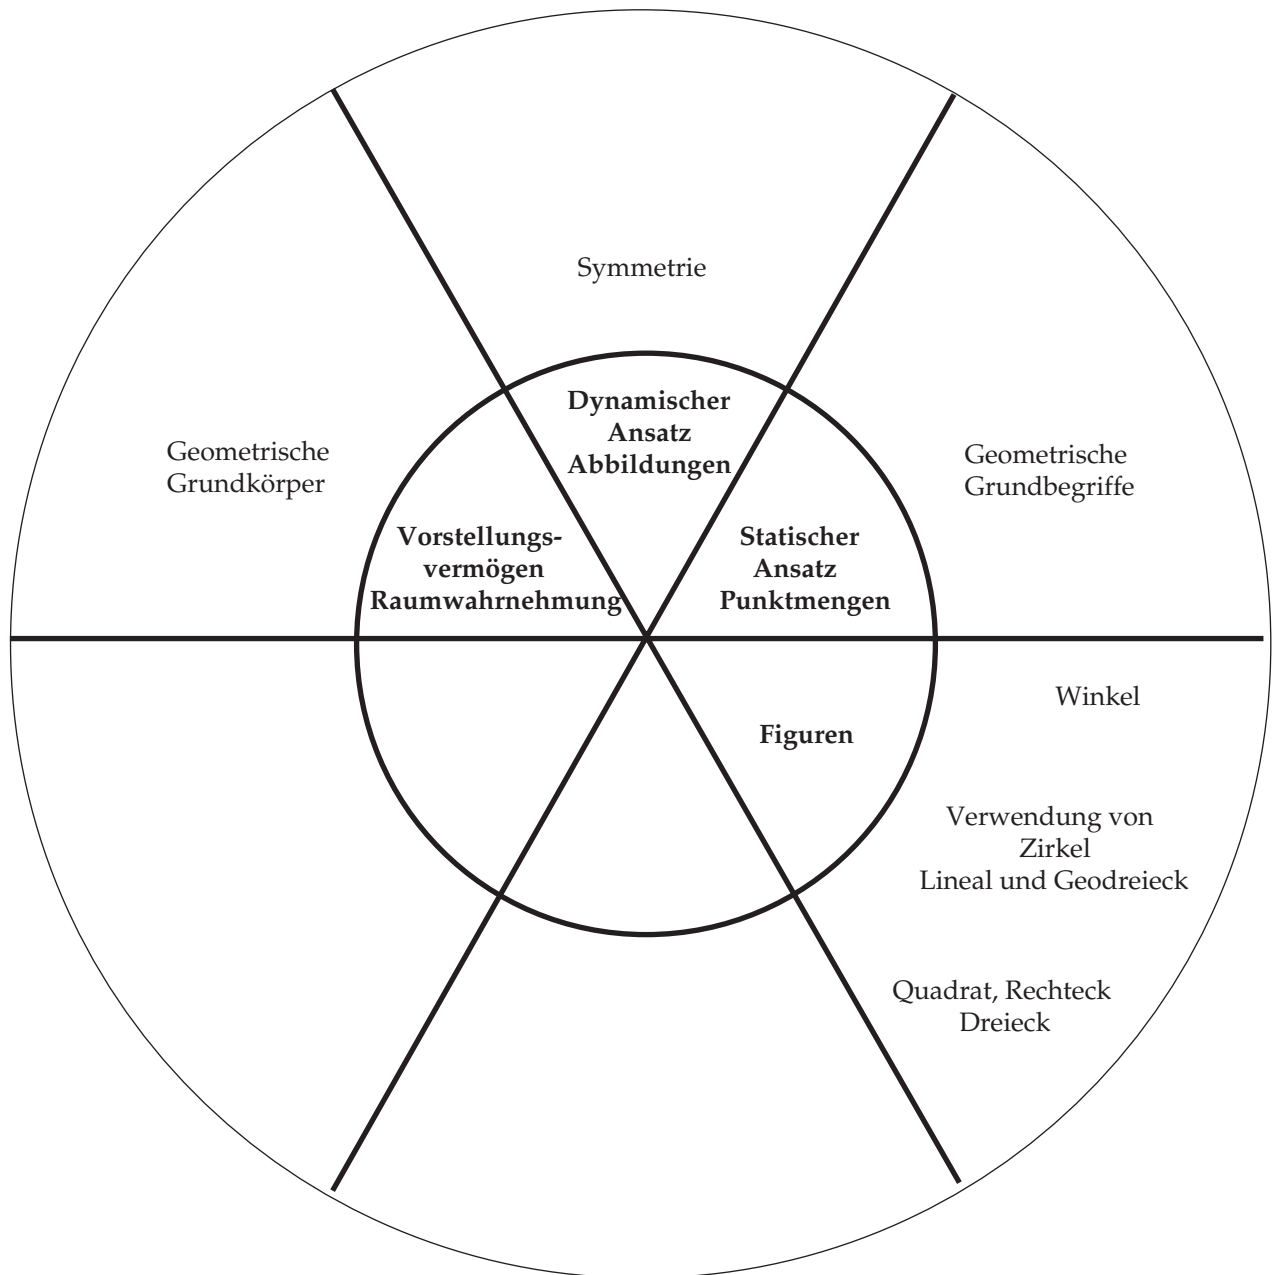 Symmetrie
Dynamischer
Ansatz
Abbildungen
Geometrische
Grundkörper
Geometrische
Grundbegriffe
Vorstellungs-
vermögen
Raumwahrnehmung
Statischer
Ansatz
Punktmengen
Winkel
Figuren
Verwendung von
Zirkel
Lineal und Geodreieck
Quadrat, Rechteck
Dreieck